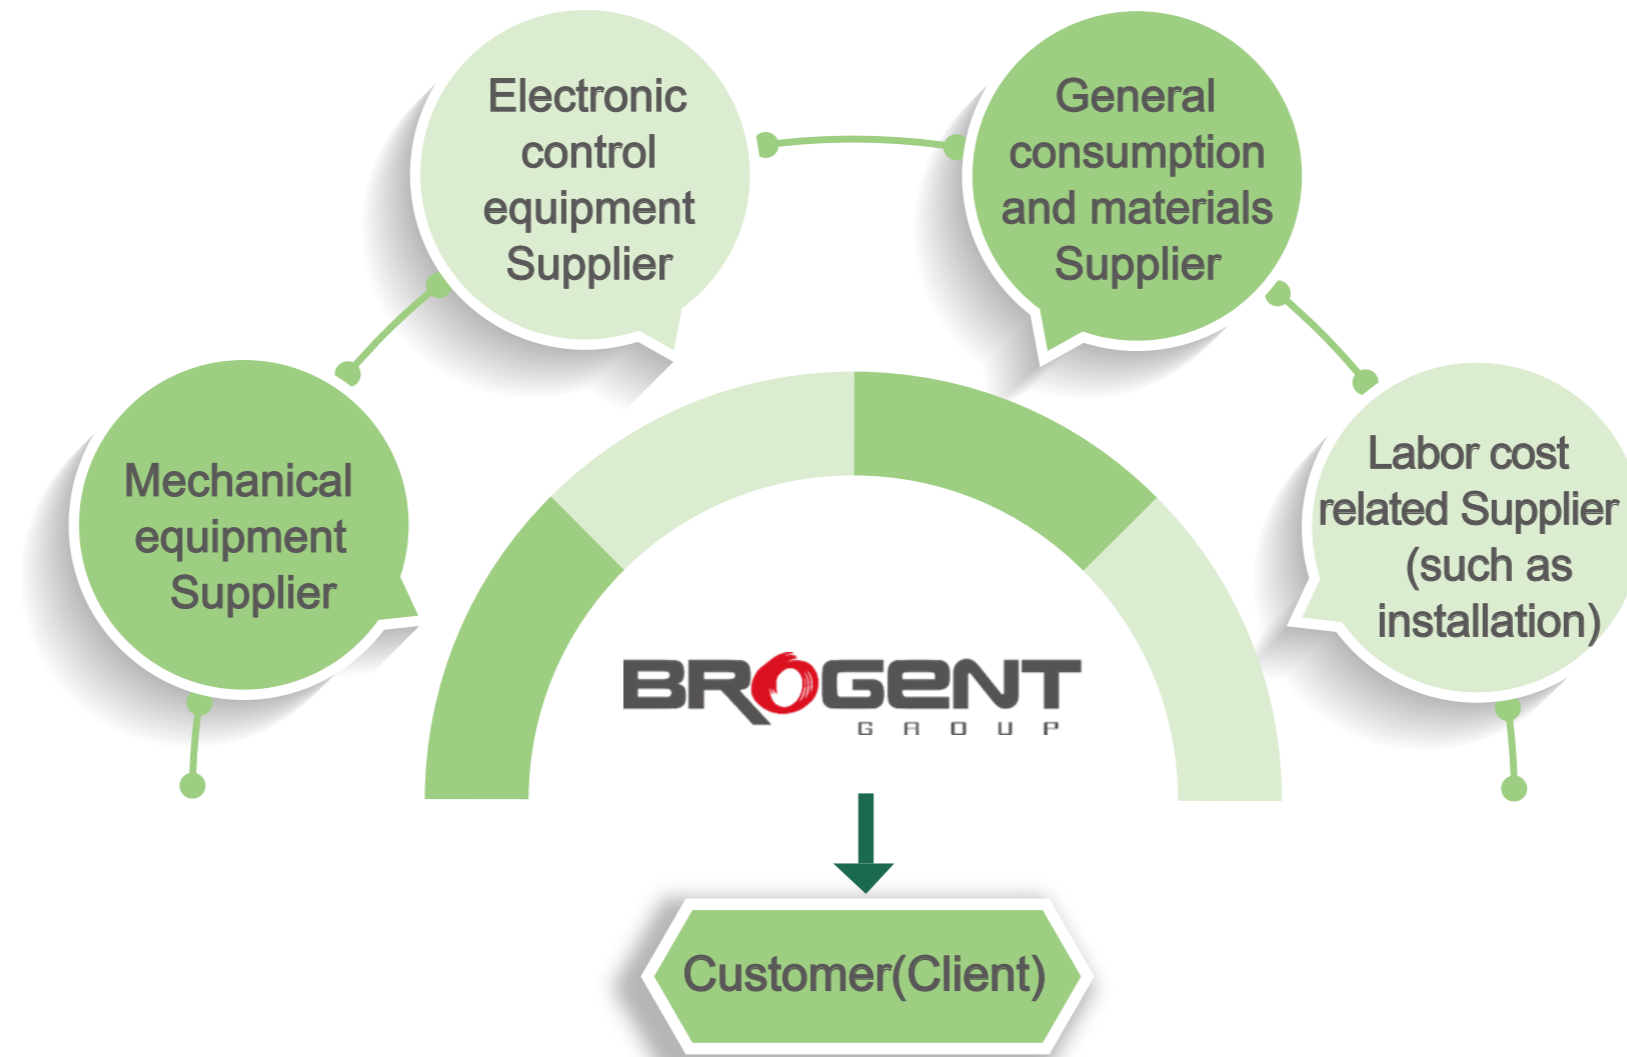 Electronic
control
equipment
Supplier
General
consumption
and materials
Supplier
Mechanical
equipment
Supplier
Labor cost
related Supplier
(such as
installation)
BROGENT
GROUP
Customer(Client)